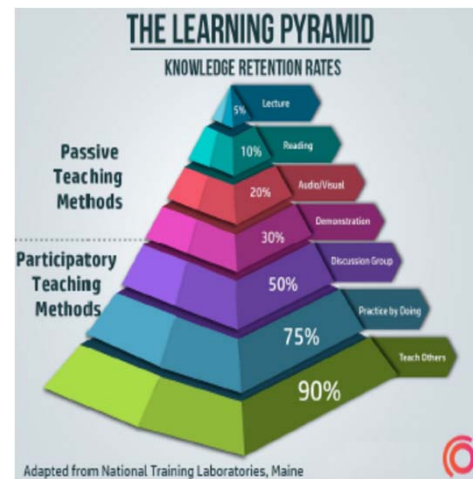 THE LEARNING PYRAMID
KNOWLEDGE RETENTION RATES
5% Lecture
10% Reading
Passive
Teaching
Methods
20% Audio/Visual
30% Demonstration
Participatory
Teaching
Methods
50% Discussion Group
75% Practice by Doing
90% Teach Others
Adapted from National Training Laboratories, Maine